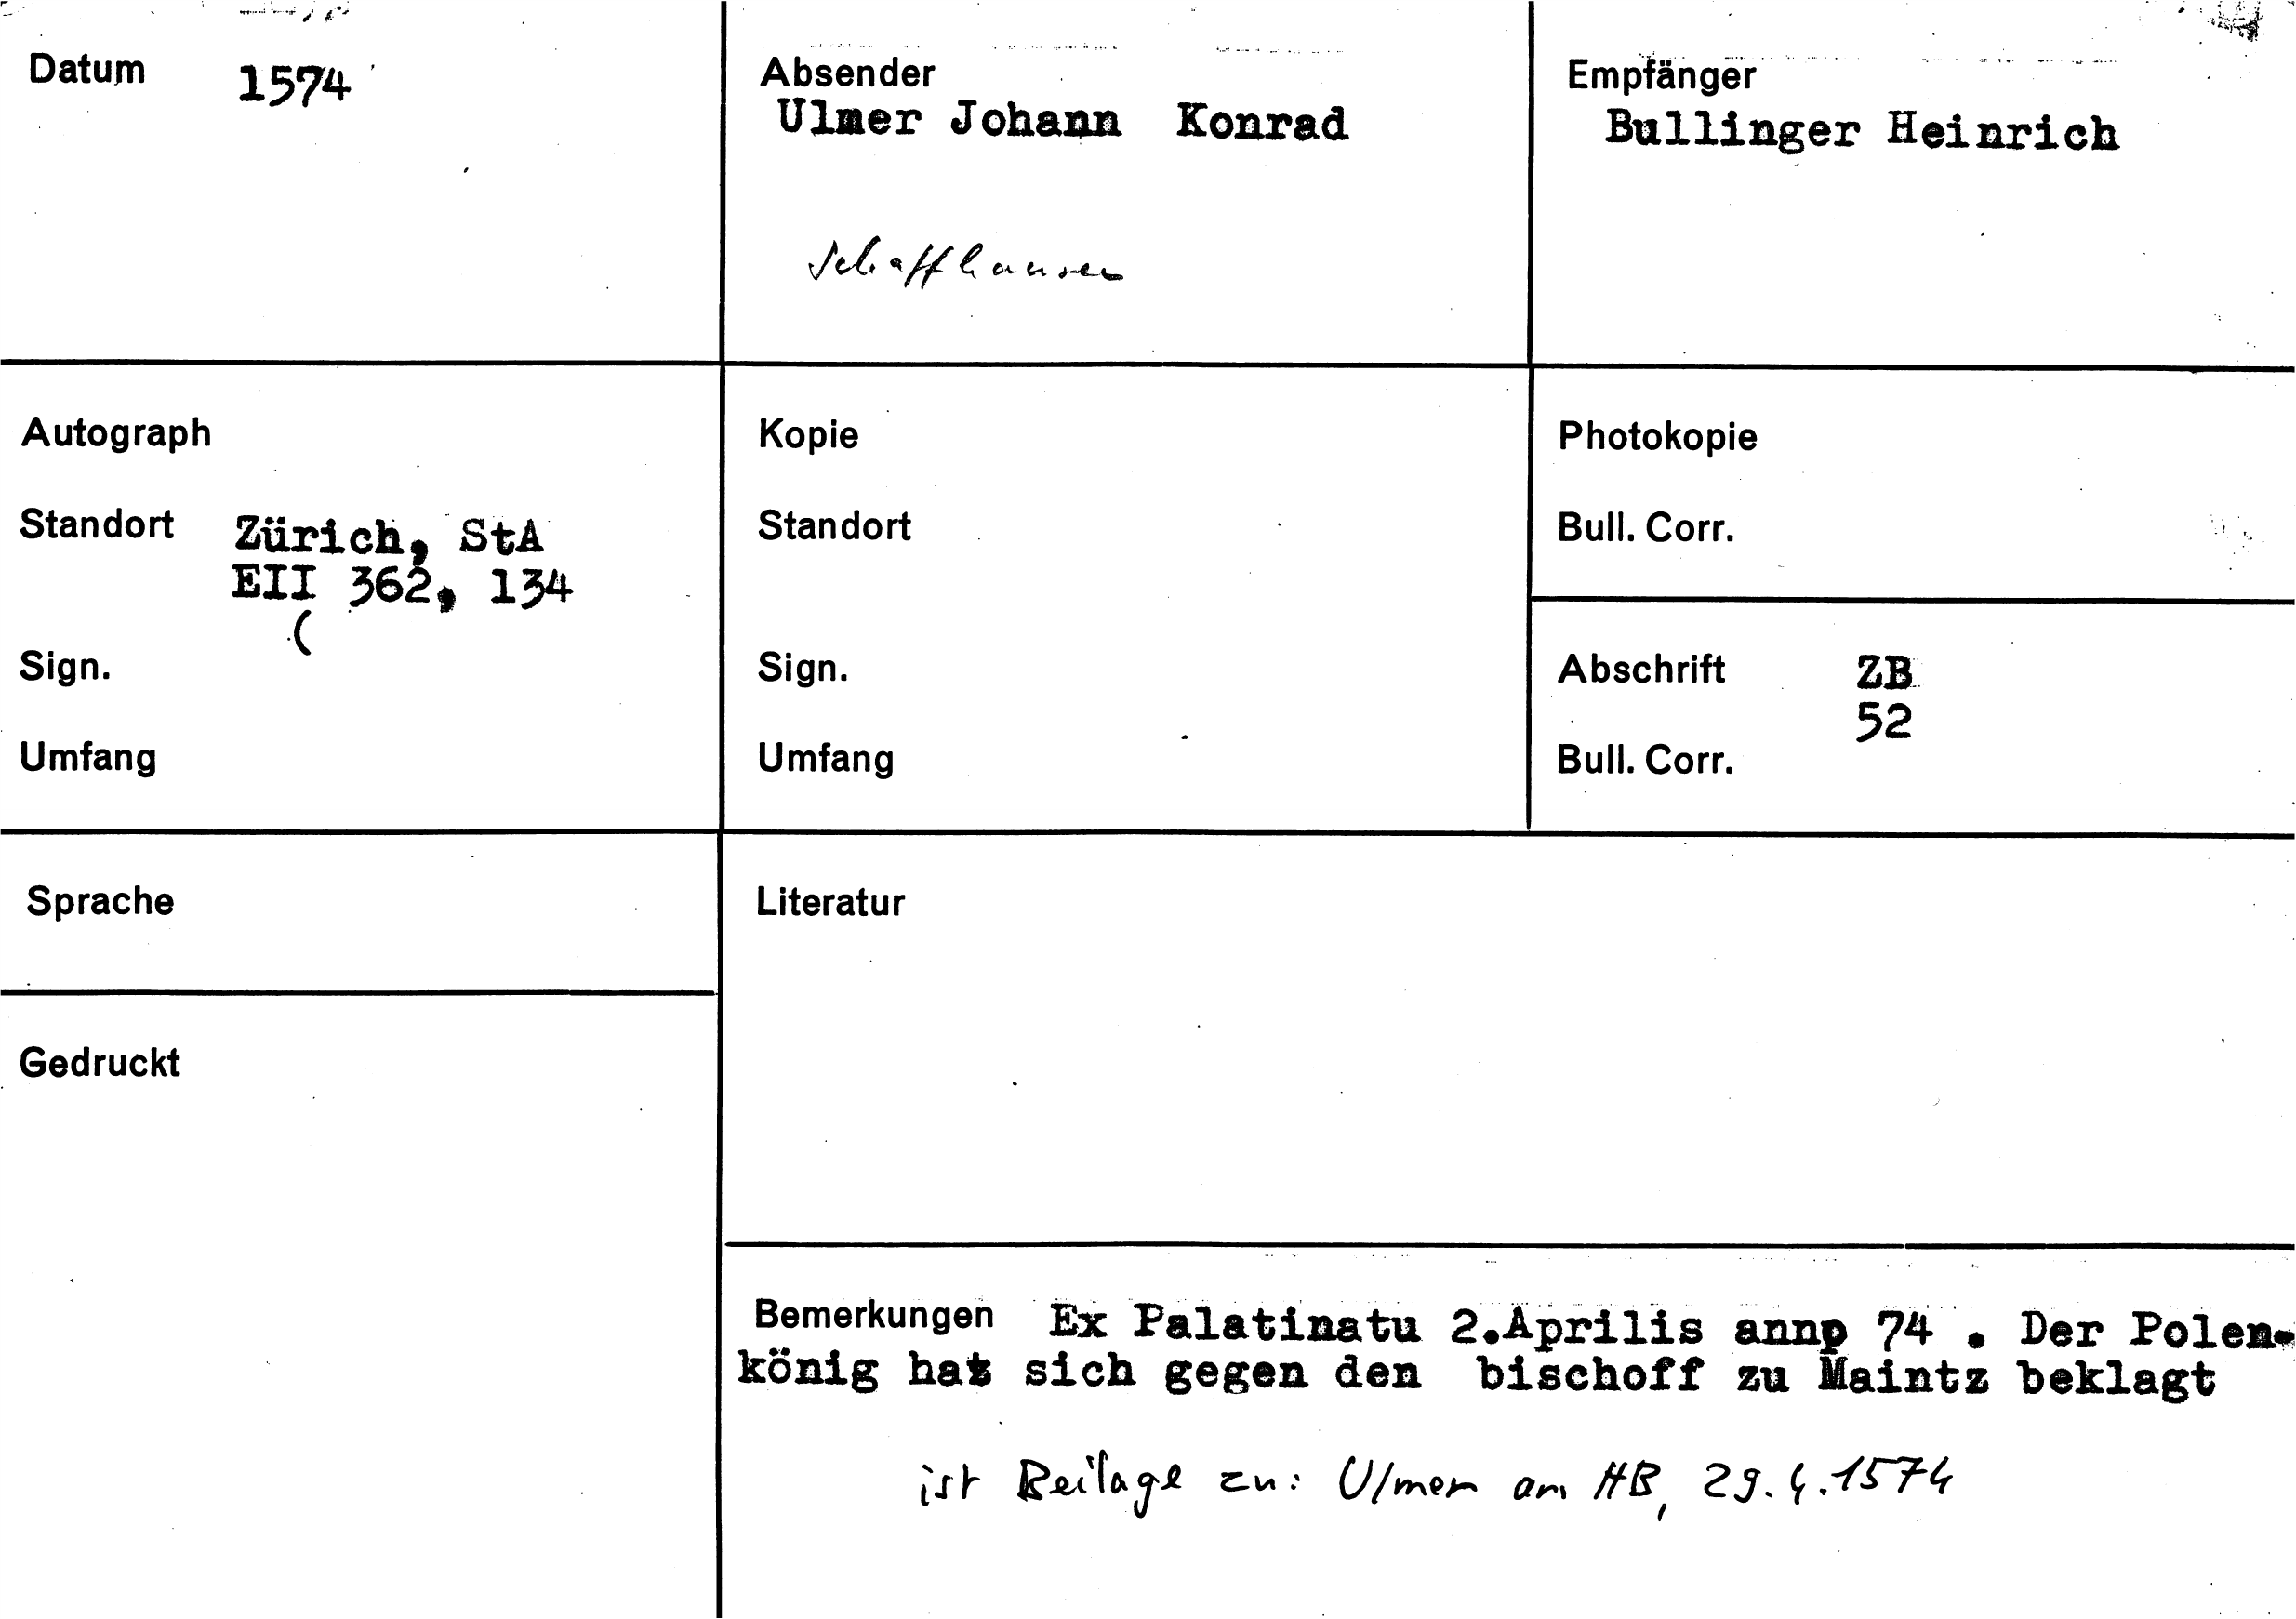 Datum 1574
Absender
Ulmer Johann Konrad
Schaffhausen
Empfänger
Bullinger Heinrich
Autograph
Standort Zürich, StA
EII 362, 134
(
Sign.
Umfang
Kopie
Standort
Sign.
Umfang
Photokopie
Bull. Corr.
Abschrift ZB
52
Bull. Corr.
Sprache
Gedruckt
Literatur
Bemerkungen Ex Palatinatu 2.Aprilis anno 74 . Der Polen-
könig hat sich gegen den bischoff zu Maintz beklagt
ist Beilage zu: Ulmer an HB, 29.4.1574